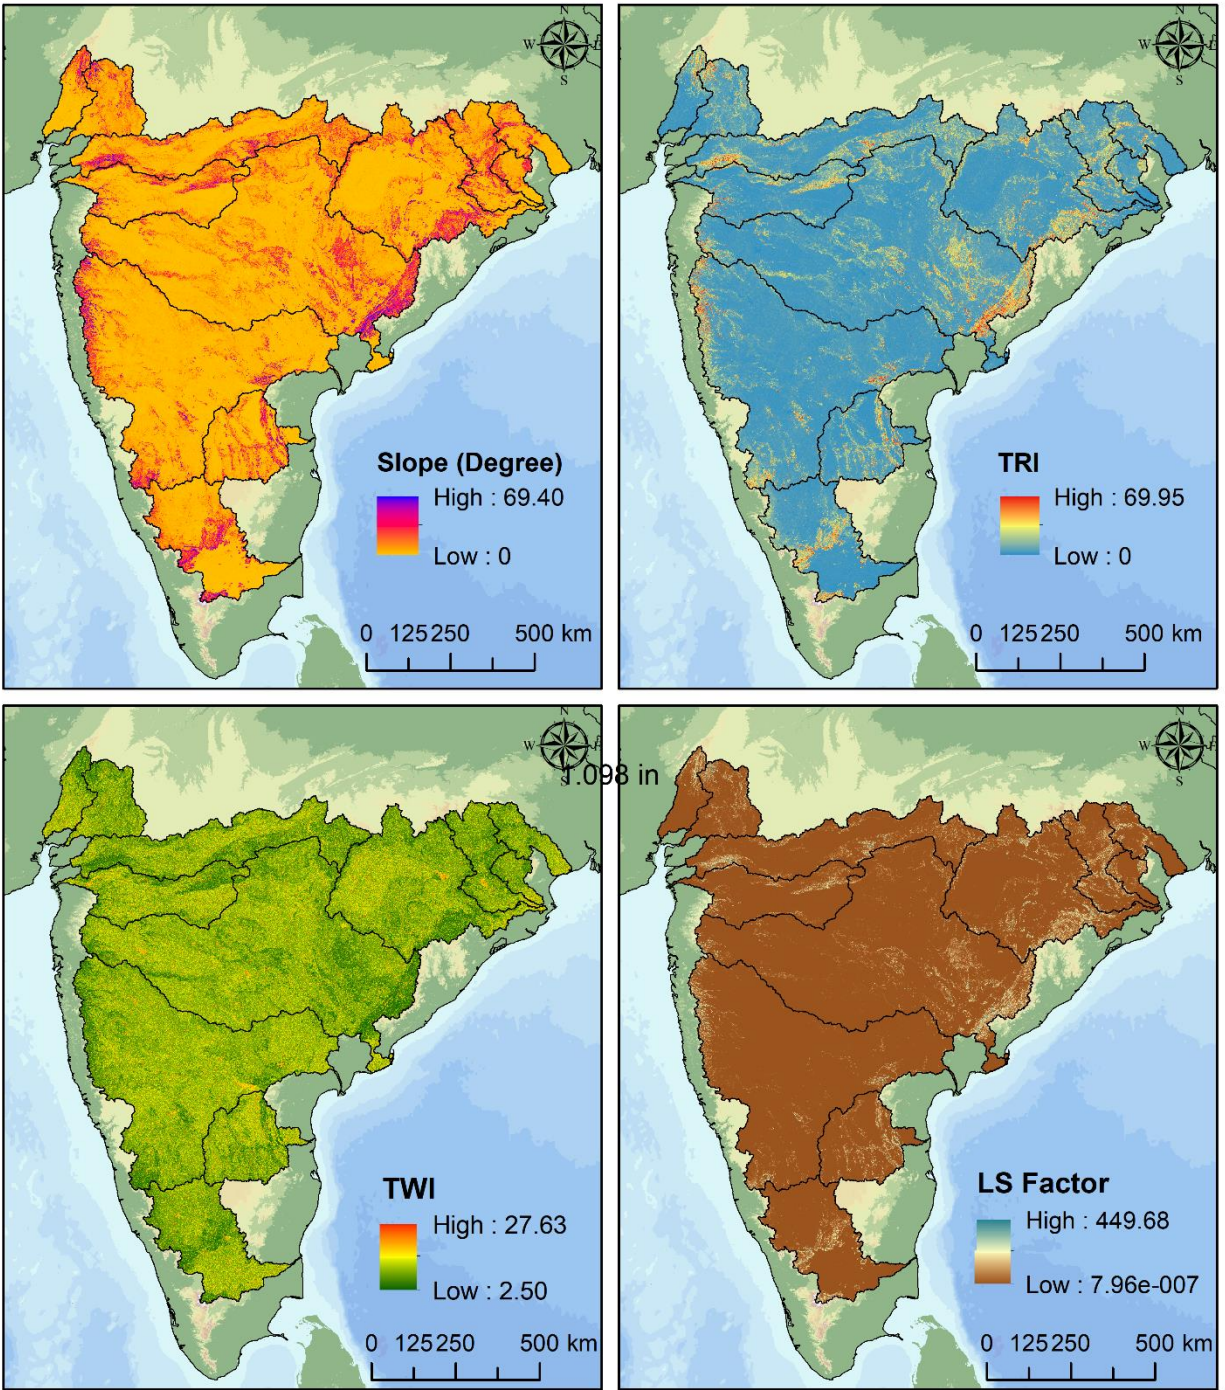 N
W E
S
Slope (Degree)
High : 69.40
Low : 0
0 125 250 500 km
N
W E
S
TRI
High : 69.95
Low : 0
0 125 250 500 km
N
W E
S
1.098 in
TWI
High : 27.63
Low : 2.50
0 125 250 500 km
N
W E
S
LS Factor
High : 449.68
Low : 7.96e-007
0 125 250 500 km